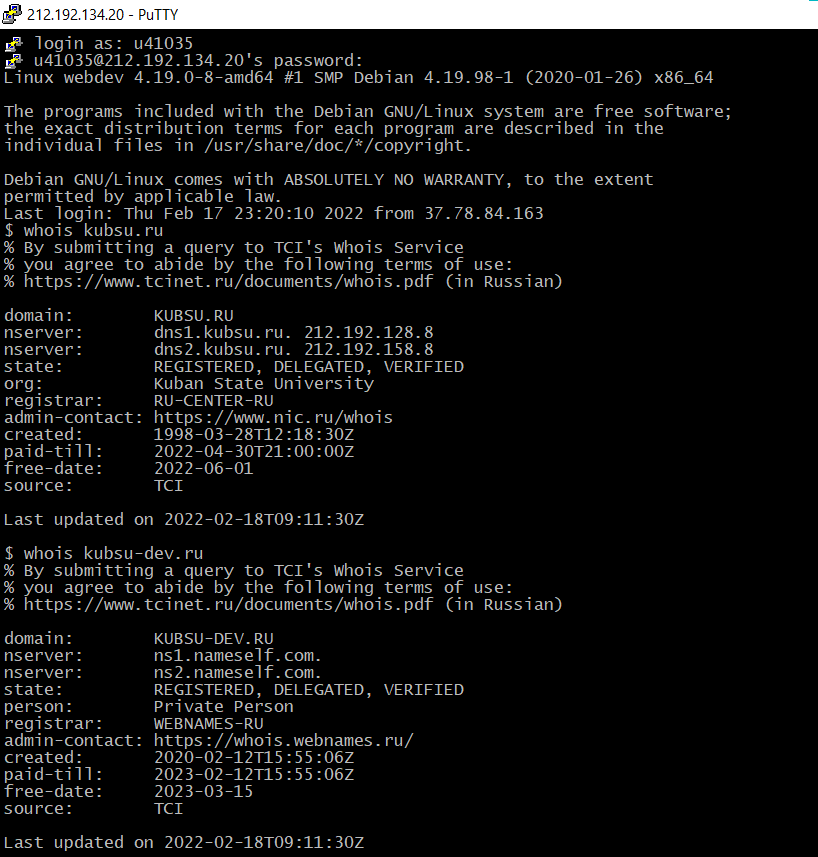 212.192.134.20 - PuTTY
login as: u41035
u41035@212.192.134.20's password:
Linux webdev 4.19.0-8-amd64 #1 SMP Debian 4.19.98-1 (2020-01-26) x86_64
The programs included with the Debian GNU/Linux system are free software;
the exact distribution terms for each program are described in the
individual files in /usr/share/doc/*/copyright.
Debian GNU/Linux comes with ABSOLUTELY NO WARRANTY, to the extent
permitted by applicable law.
Last login: Thu Feb 17 23:20:10 2022 from 37.78.84.163
$ whois kubsu.ru
% By submitting a query to TCI's Whois Service
% you agree to abide by the following terms of use:
% https://www.tcinet.ru/documents/whois.pdf (in Russian)
domain:        KUBSU.RU
nserver:       dns1.kubsu.ru. 212.192.128.8
nserver:       dns2.kubsu.ru. 212.192.158.8
state:         REGISTERED, DELEGATED, VERIFIED
org:           Kuban State University
registrar:     RU-CENTER-RU
admin-contact: https://www.nic.ru/whois
created:       1998-03-28T12:18:30Z
paid-till:     2022-04-30T21:00:00Z
free-date:     2022-06-01
source:        TCI
Last updated on 2022-02-18T09:11:30Z
$ whois kubsu-dev.ru
% By submitting a query to TCI's Whois Service
% you agree to abide by the following terms of use:
% https://www.tcinet.ru/documents/whois.pdf (in Russian)
domain:        KUBSU-DEV.RU
nserver:       ns1.nameself.com.
nserver:       ns2.nameself.com.
state:         REGISTERED, DELEGATED, VERIFIED
person:        Private Person
registrar:     WEBNAMES-RU
admin-contact: https://whois.webnames.ru/
created:       2020-02-12T15:55:06Z
paid-till:     2023-02-12T15:55:06Z
free-date:     2023-03-15
source:        TCI
Last updated on 2022-02-18T09:11:30Z